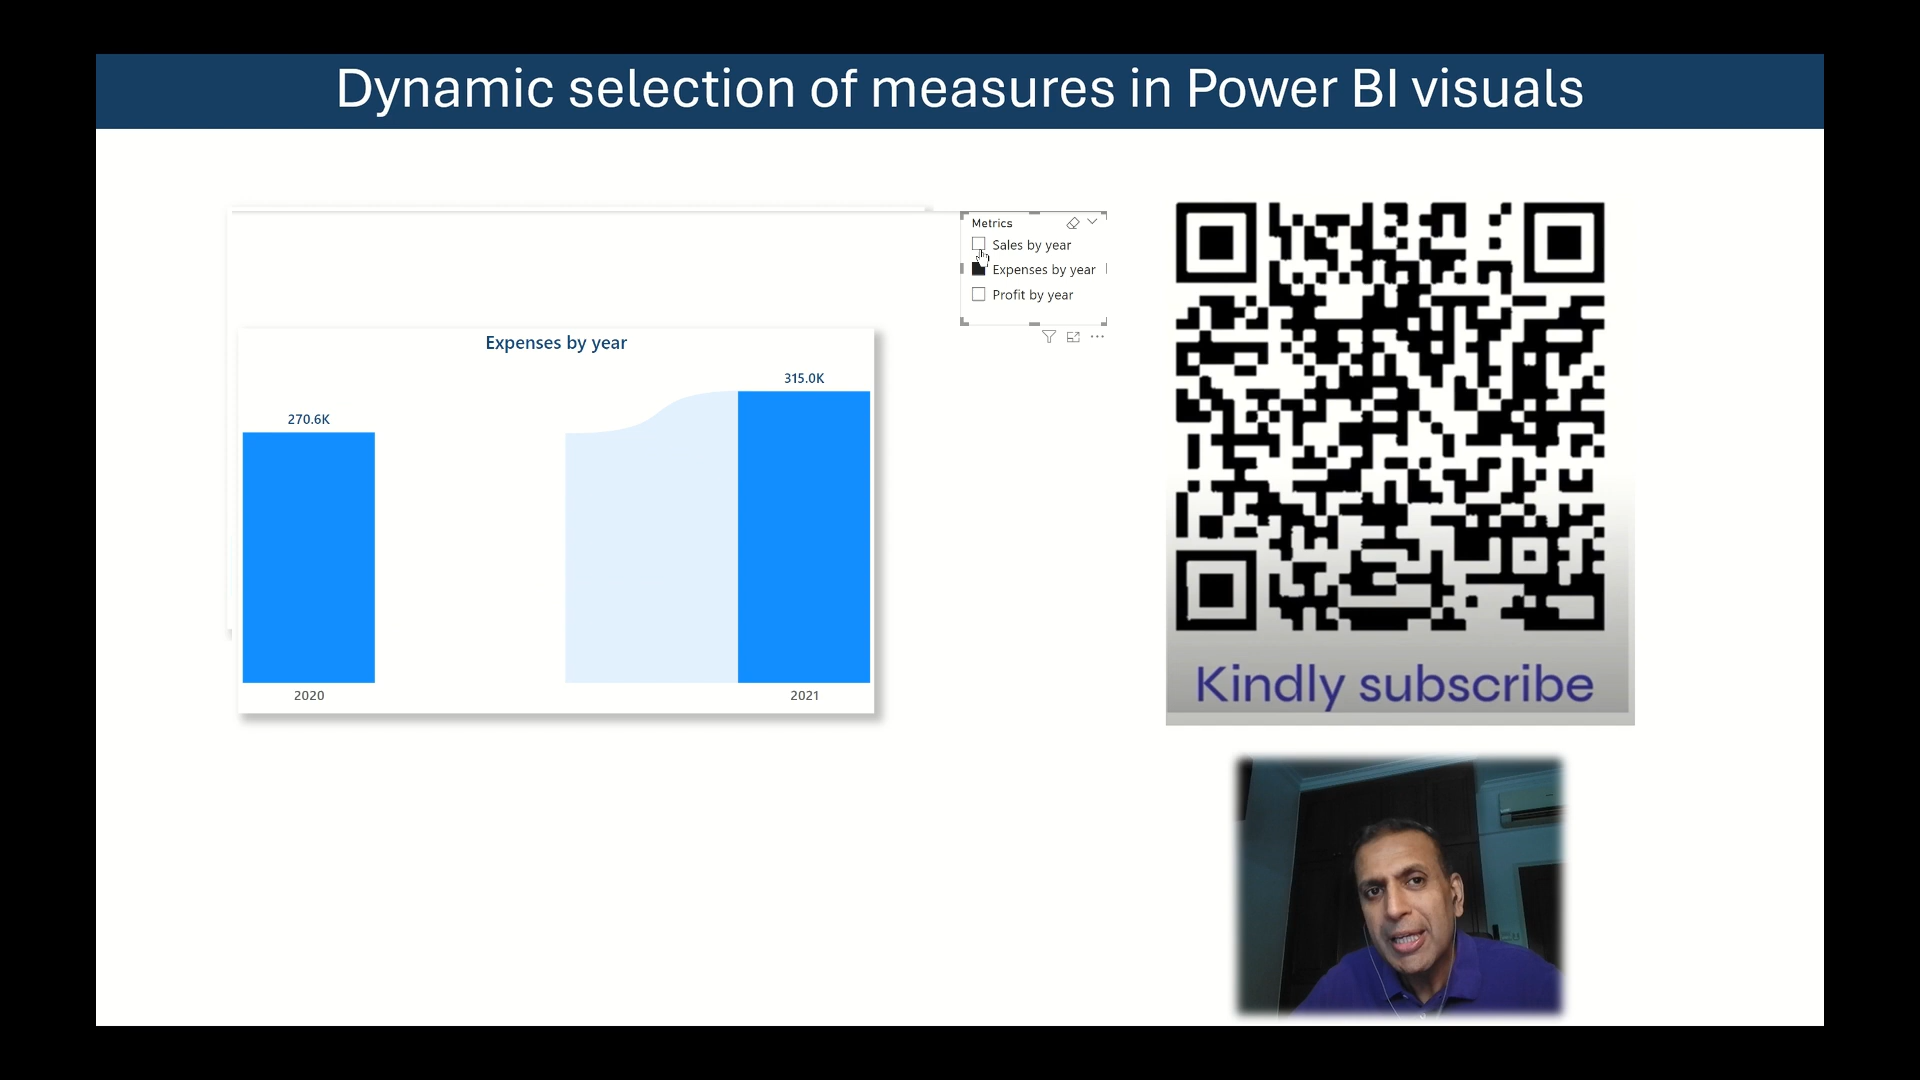 Dynamic selection of measures in Power BI visuals
Metrics
Sales by year
Expenses by year
Profit by year
Expenses by year
270.6K
315.0K
2020
2021
Kindly subscribe